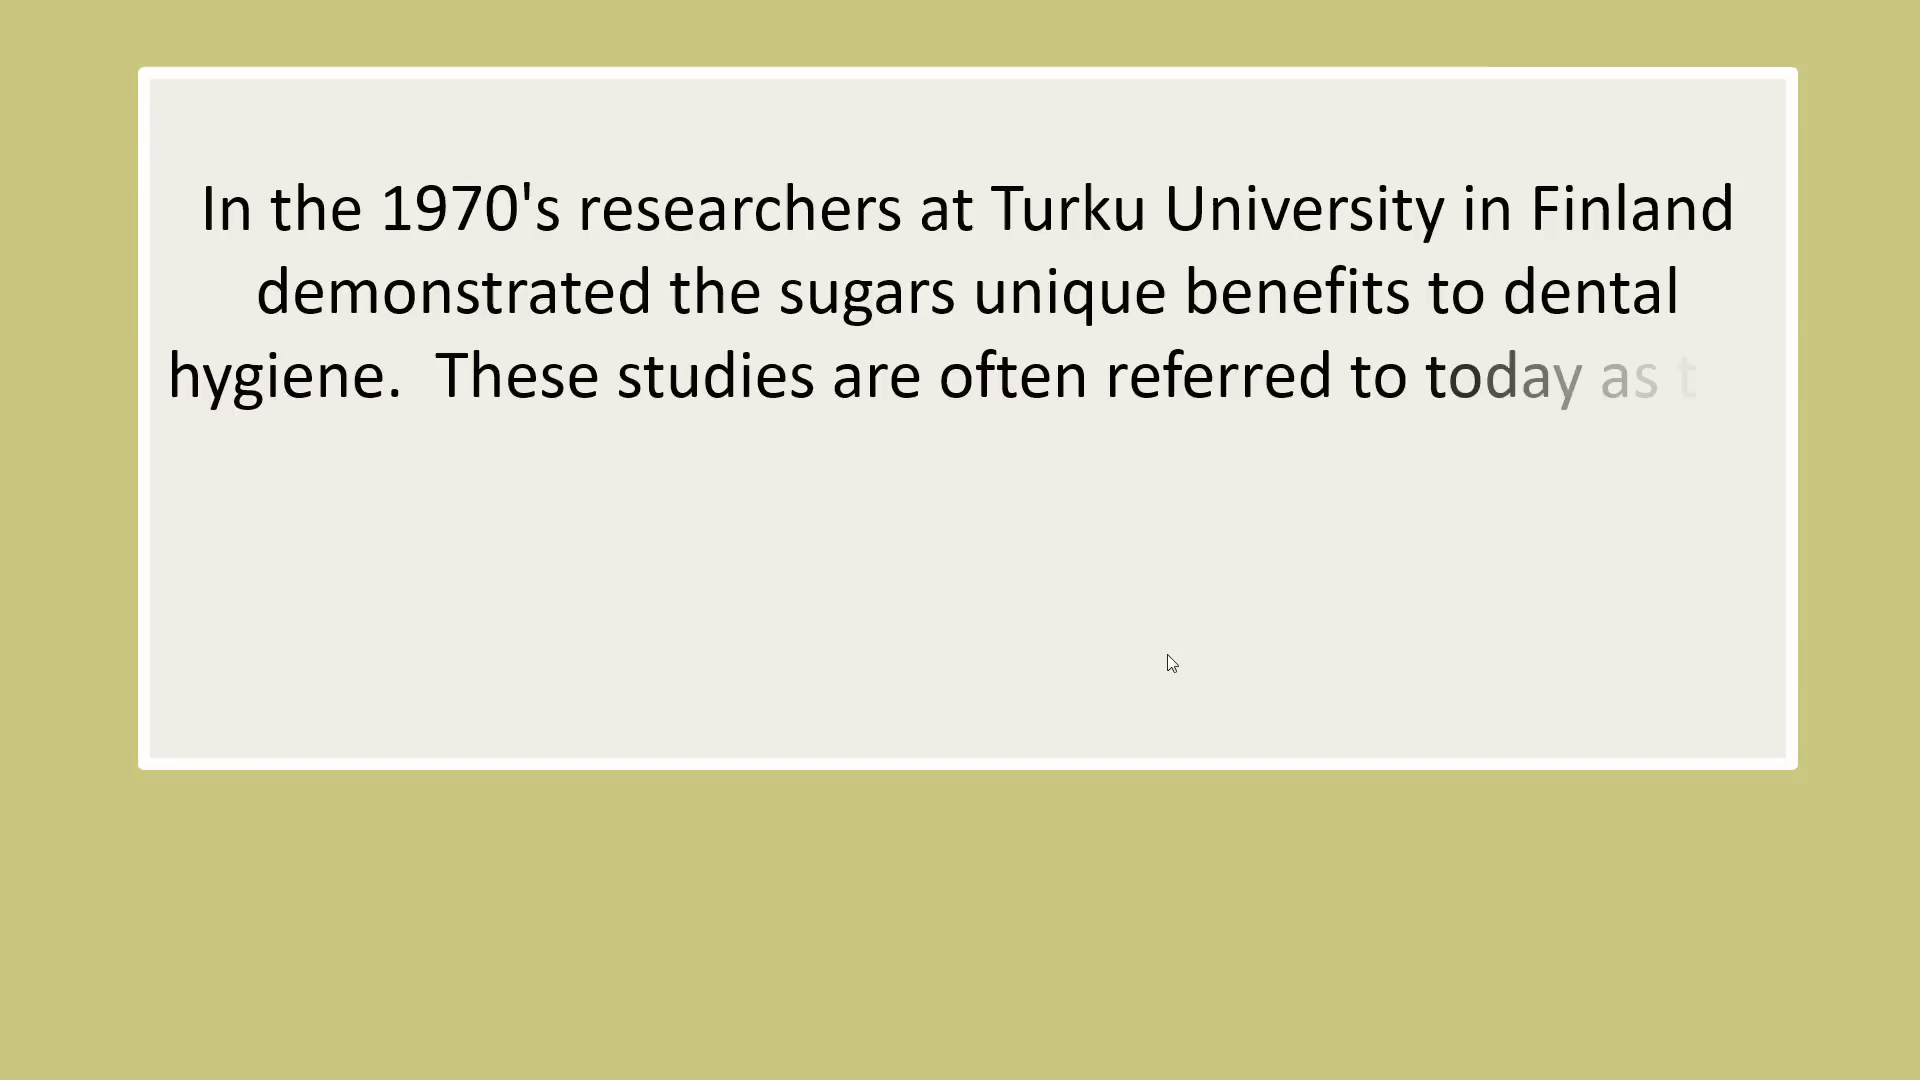 In the 1970's researchers at Turku University in Finland
demonstrated the sugars unique benefits to dental
hygiene.  These studies are often referred to today as t